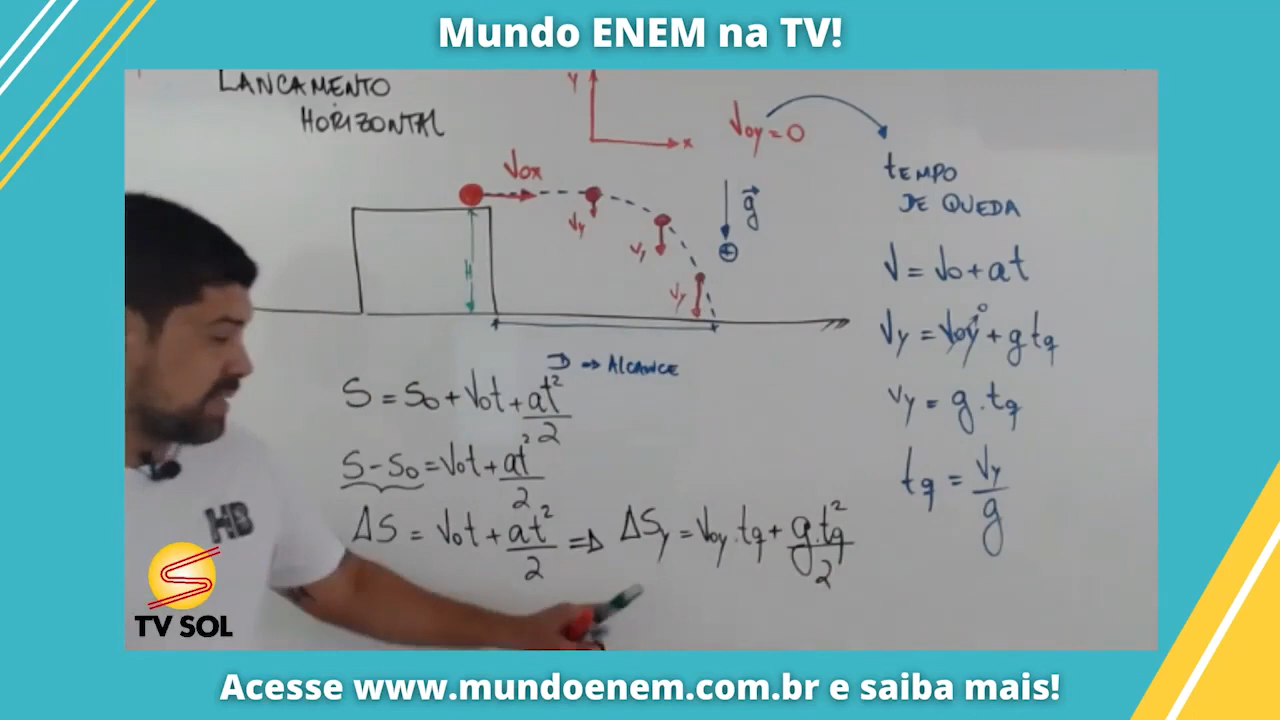 Mundo ENEM na TV!
LANÇAMENTO
HORIZONTAL
Y
x
Voy = 0
Vox
g
TEMPO
DE QUEDA
H
Vy
Vy
Vy
V = Vo + at
Vy = Voy⁰ + g tq
D ⇒ ALCANCE
S = So + Vot + at²/2
Vy = g . tq
S - So = Vot + at²/2
tq = Vy/g
ΔS = Vot + at²/2 ⇒ ΔSy = Voy . tq + g.tq²/2
HB
S
TV SOL
Acesse www.mundoenem.com.br e saiba mais!